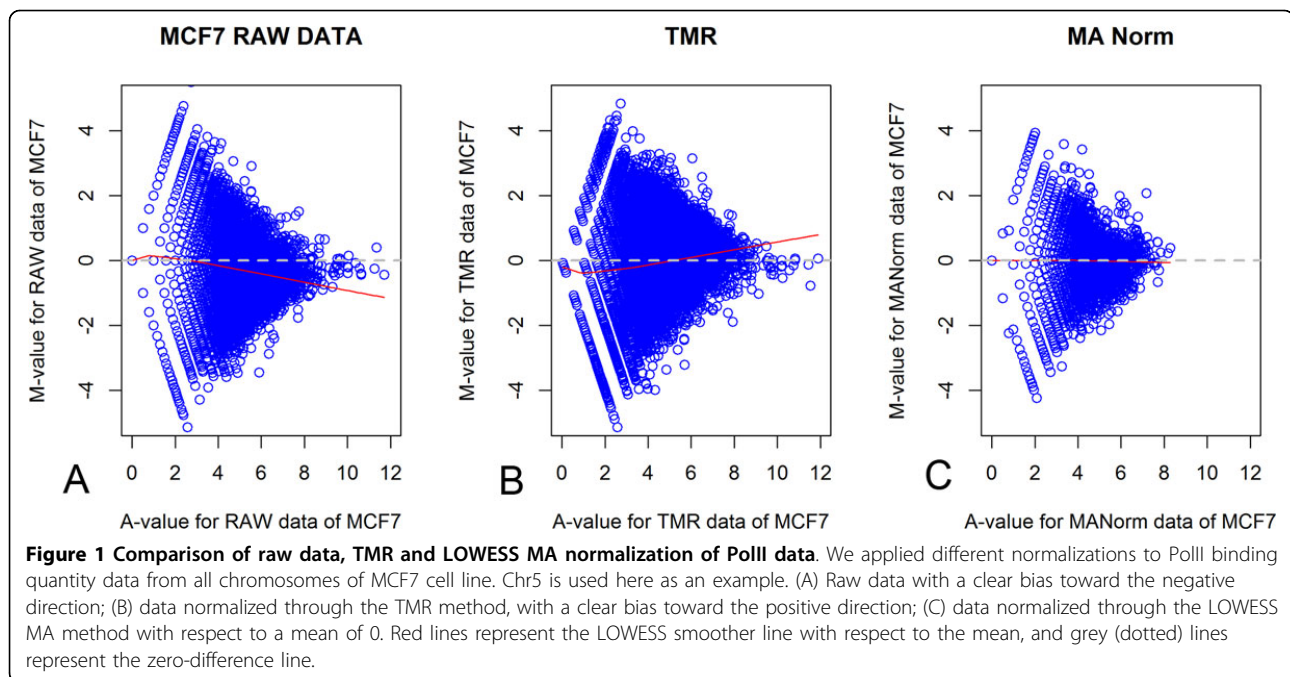 MCF7 RAW DATA
TMR
MA Norm
M-value for RAW data of MCF7
4
2
0
-2
-4
0 2 4 6 8 10 12
A
A-value for RAW data of MCF7
M-value for TMR data of MCF7
4
2
0
-2
-4
0 2 4 6 8 10 12
B
A-value for TMR data of MCF7
M-value for MANorm data of MCF7
4
2
0
-2
-4
0 2 4 6 8 10 12
C
A-value for MANorm data of MCF7
Figure 1 Comparison of raw data, TMR and LOWESS MA normalization of PolII data. We applied different normalizations to PolII binding
quantity data from all chromosomes of MCF7 cell line. Chr5 is used here as an example. (A) Raw data with a clear bias toward the negative
direction; (B) data normalized through the TMR method, with a clear bias toward the positive direction; (C) data normalized through the LOWESS
MA method with respect to a mean of 0. Red lines represent the LOWESS smoother line with respect to the mean, and grey (dotted) lines
represent the zero-difference line.